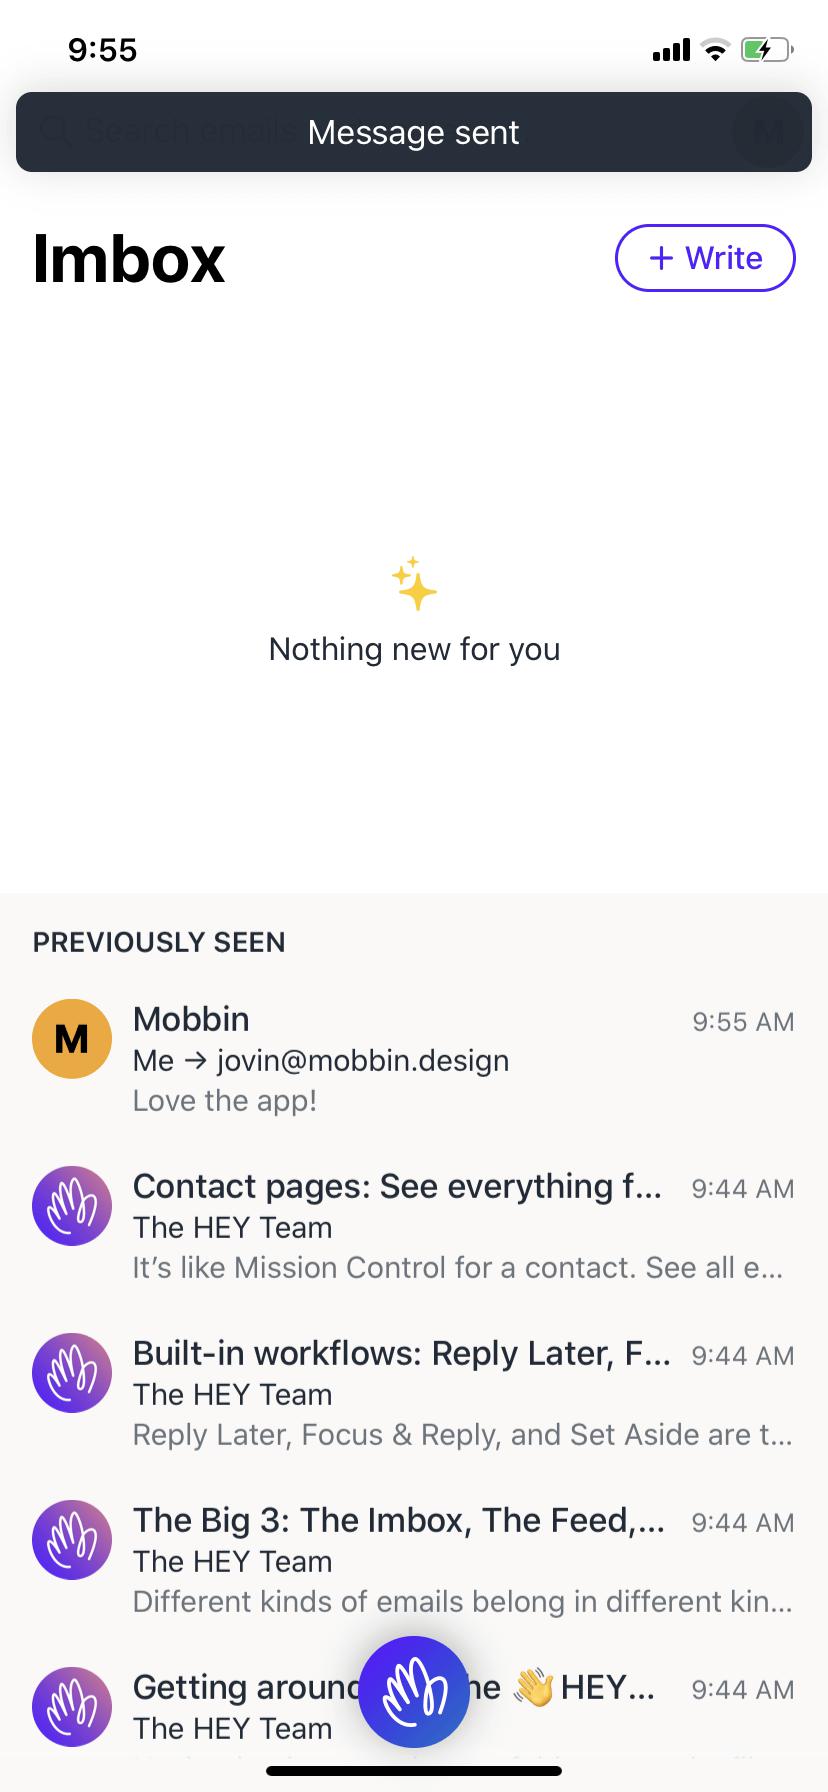 9:55
Search emails
Message sent
M
Imbox
+ Write
Nothing new for you
PREVIOUSLY SEEN
M
Mobbin
9:55 AM
Me → jovin@mobbin.design
Love the app!
Contact pages: See everything f...
9:44 AM
The HEY Team
It’s like Mission Control for a contact. See all e...
Built-in workflows: Reply Later, F...
9:44 AM
The HEY Team
Reply Later, Focus & Reply, and Set Aside are t...
The Big 3: The Imbox, The Feed,...
9:44 AM
The HEY Team
Different kinds of emails belong in different kin...
Getting around he 👋 HEY...
9:44 AM
The HEY Team